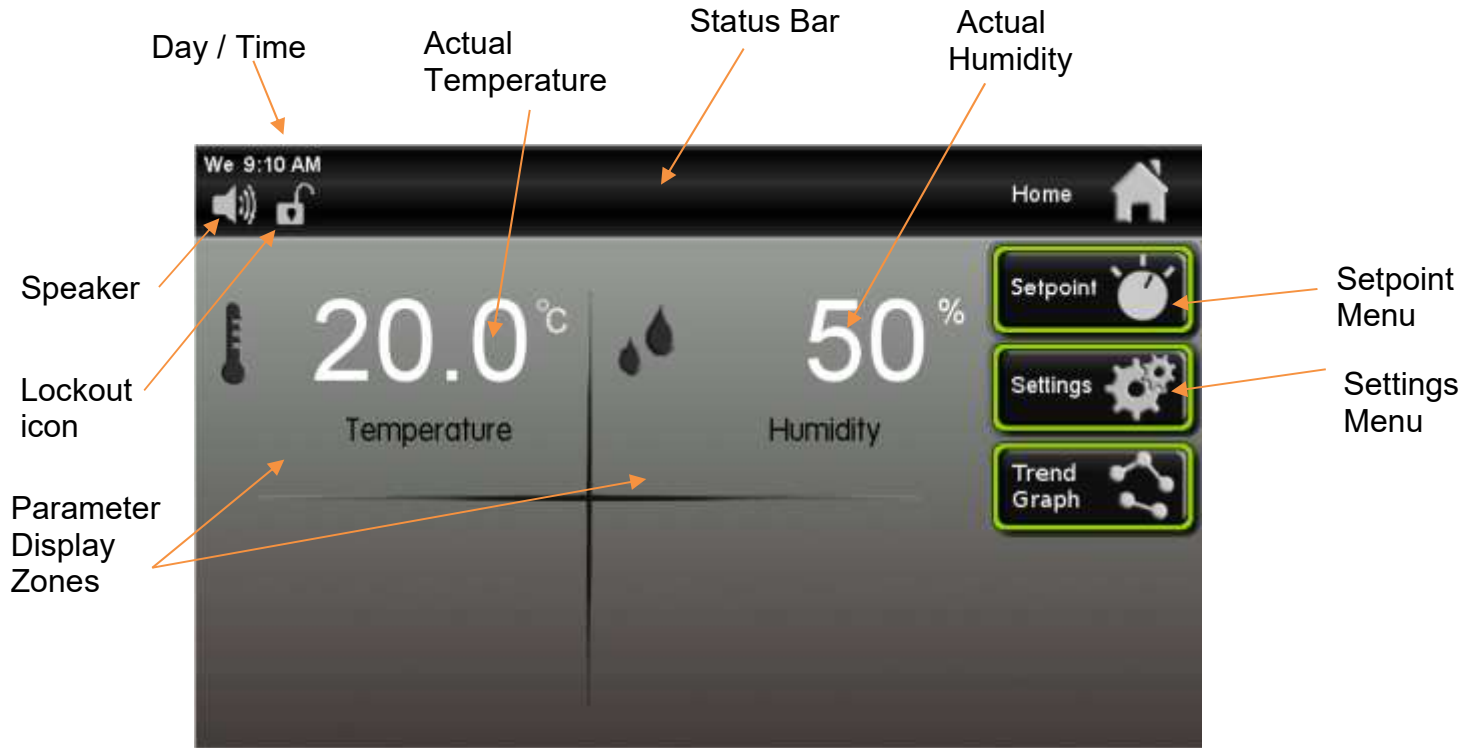 Status Bar
Actual
Humidity
Day / Time
Actual
Temperature
We 9:10 AM
Home
Speaker
Setpoint
Setpoint
Menu
20.0 °C
50 %
Lockout
icon
Settings
Settings
Menu
Temperature
Humidity
Trend
Graph
Parameter
Display
Zones